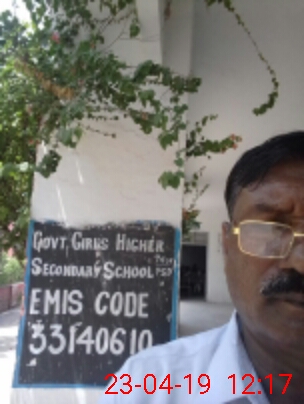 GOVT, GIRLS HIGHER
SECONDARY SCHOOL
EMIS CODE
33140610
23-04-19 12:17